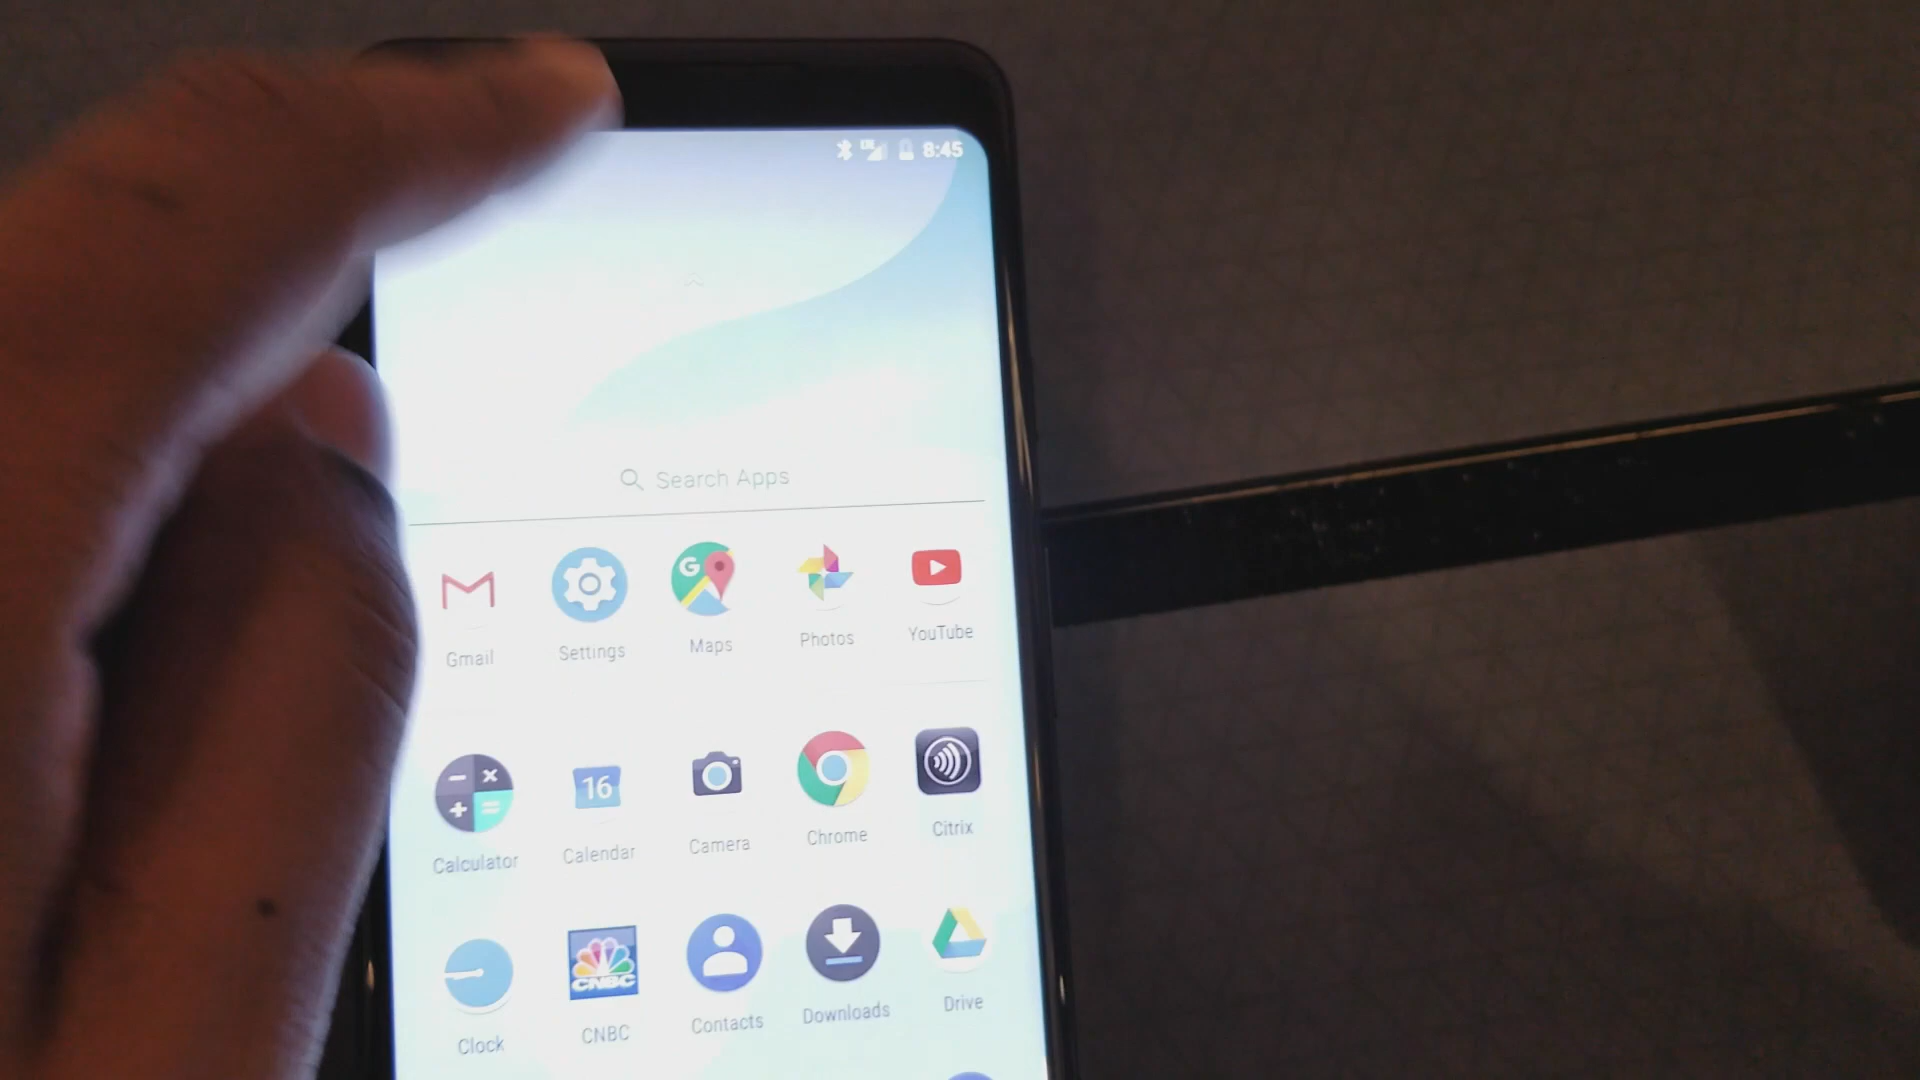 LTE 8:45
Search Apps
G
Gmail Settings Maps Photos YouTube
16
Calculator Calendar Camera Chrome Citrix
CNBC
Clock CNBC Contacts Downloads Drive